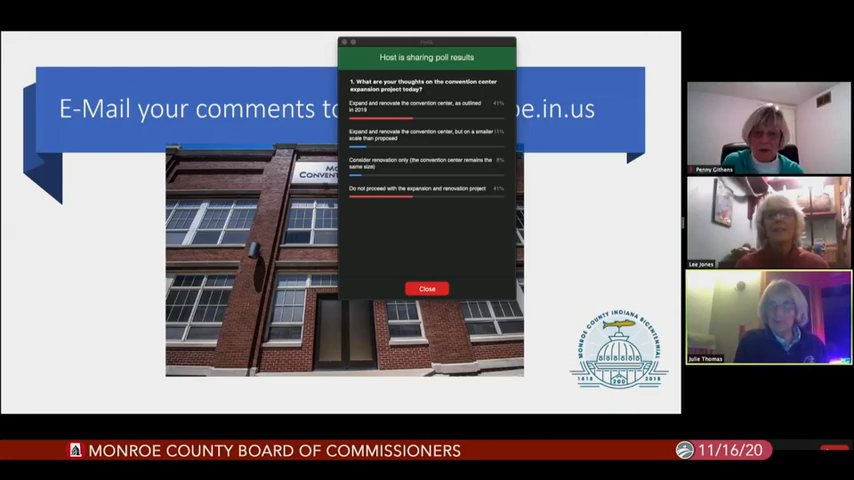 Host is sharing poll results
1. What are your thoughts on the convention center
expansion project today?
Expand and renovate the convention center, as outlined 41%
in 2019
Expand and renovate the convention center, but on a smaller 11%
scale than proposed
Consider renovation only (the convention center remains the 8%
same size)
Do not proceed with the expansion and renovation project 41%
Close
E-Mail your comments to
e.in.us
MO
CONVENT
MONROE COUNTY INDIANA BICENTENNIAL
1818 200 2018
Penny Githens
Lee Jones
Julie Thomas
MONROE COUNTY BOARD OF COMMISSIONERS
11/16/20